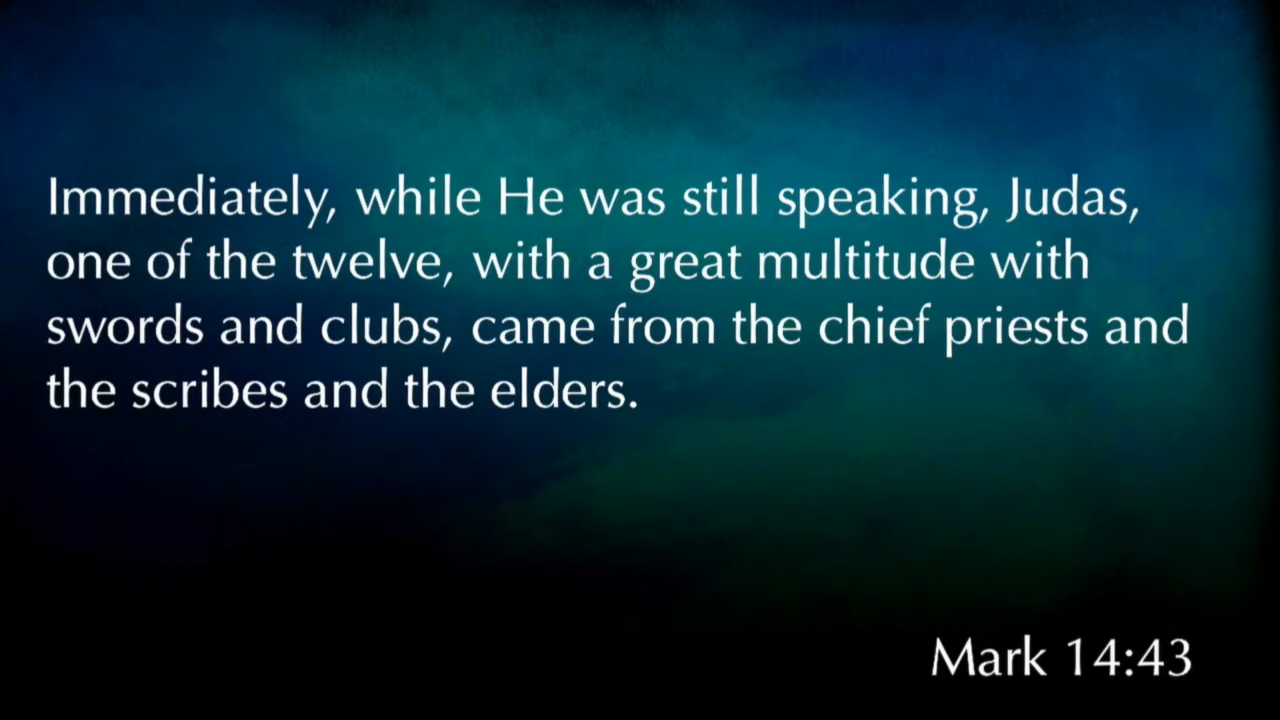 Immediately, while He was still speaking, Judas,
one of the twelve, with a great multitude with
swords and clubs, came from the chief priests and
the scribes and the elders.
Mark 14:43